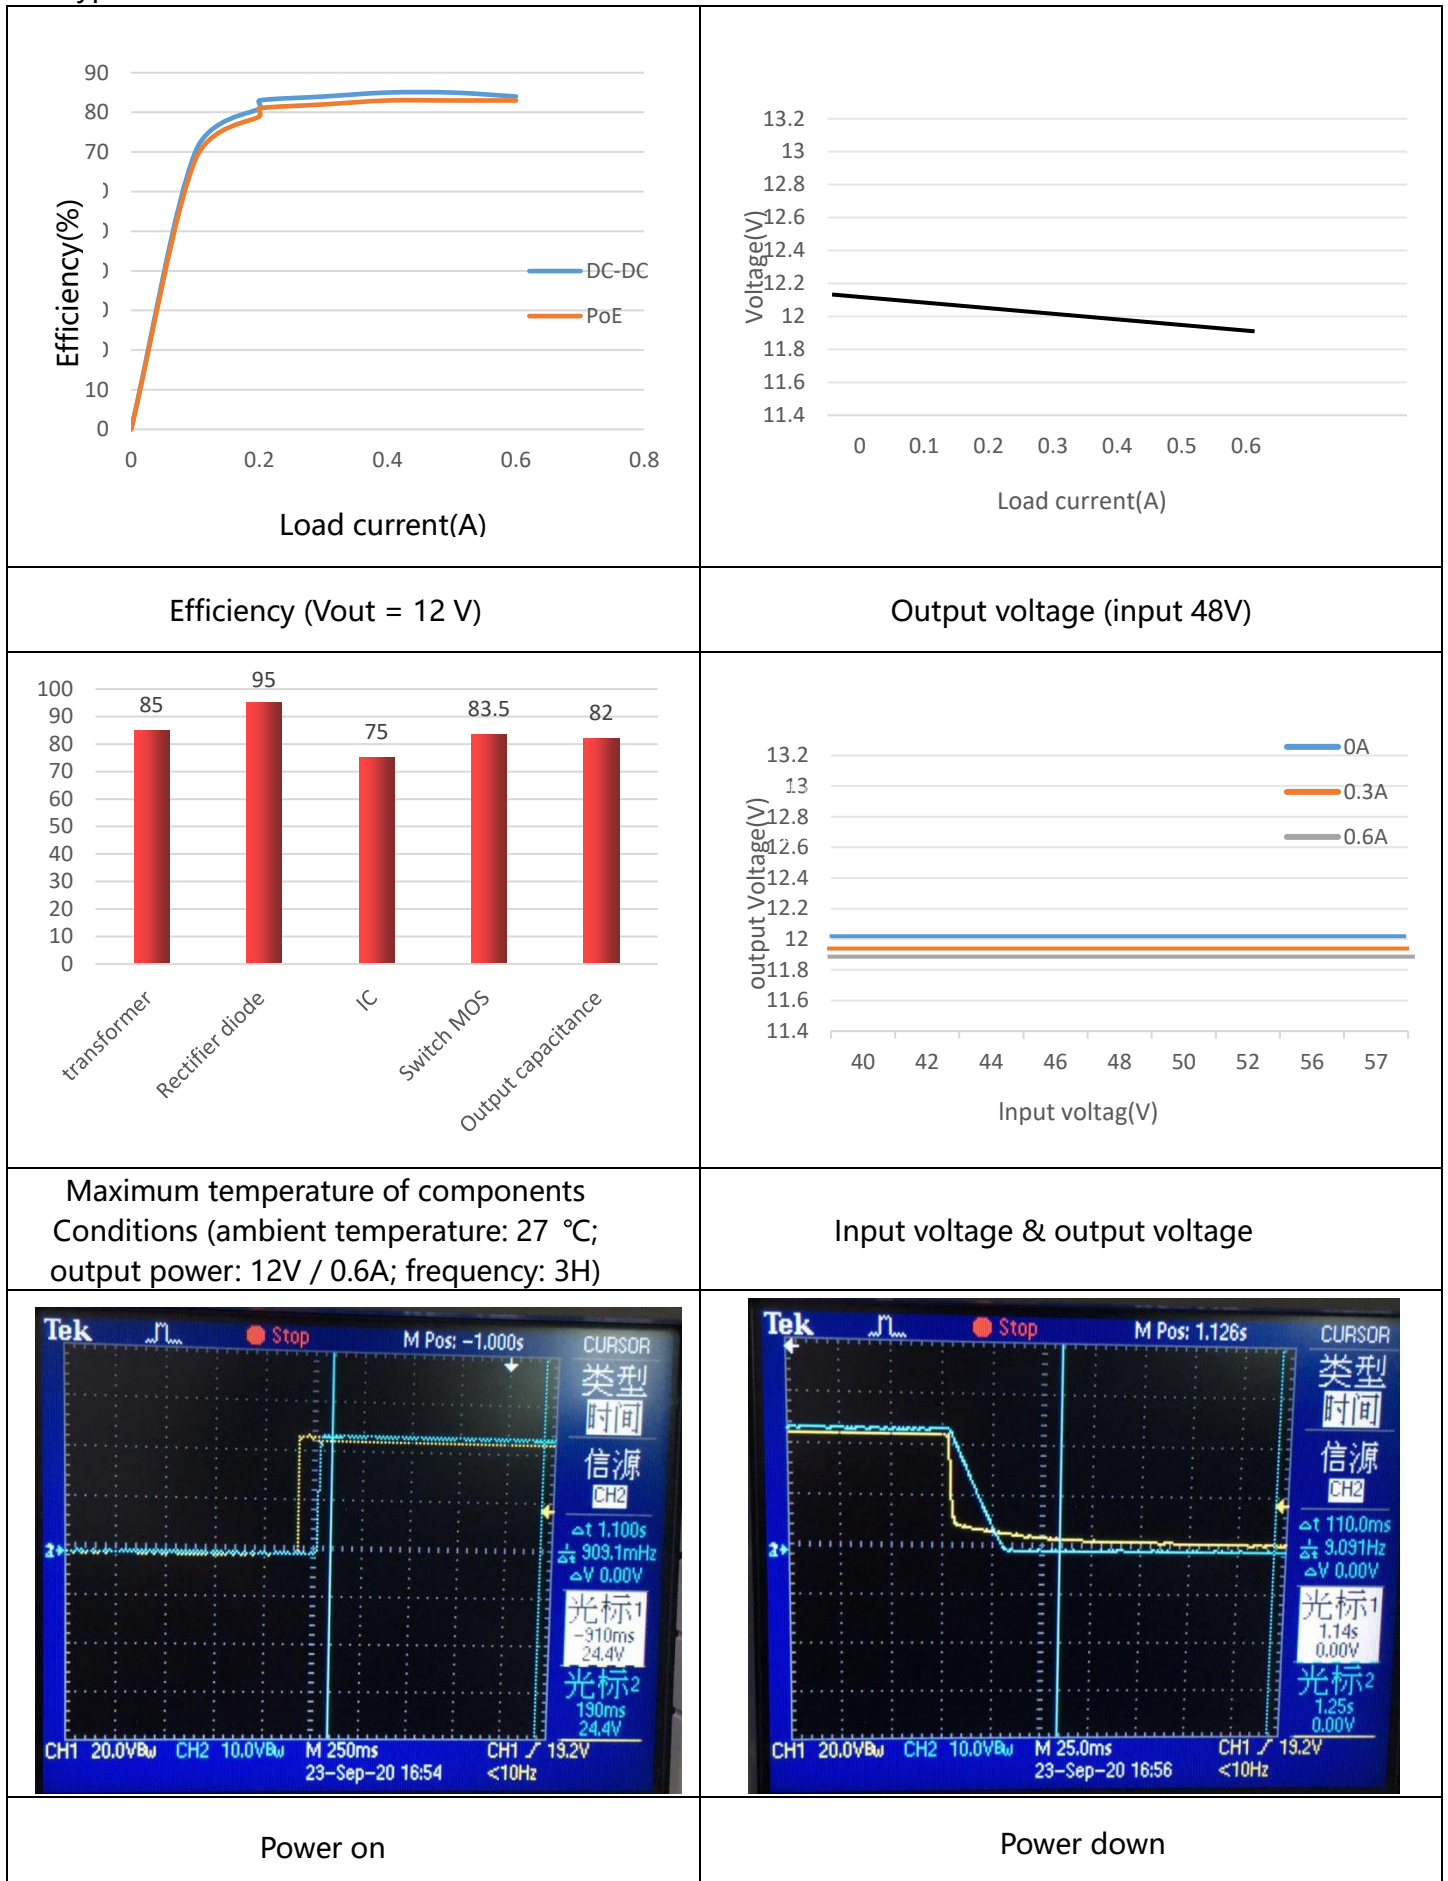 90
80
70
10
0
0
0.2
0.4
0.6
0.8
Efficiency(%)
DC-DC
PoE
Load current(A)
13.2
13
12.8
12.6
12.4
12.2
12
11.8
11.6
11.4
Voltage(V)
0
0.1
0.2
0.3
0.4
0.5
0.6
Load current(A)
Efficiency (Vout = 12 V)
Output voltage (input 48V)
100
90
80
70
60
50
40
30
20
10
0
85
95
75
83.5
82
transformer
Rectifier diode
IC
Switch MOS
Output capacitance
13.2
13
12.8
12.6
12.4
12.2
12
11.8
11.6
11.4
output Voltage(V)
0A
0.3A
0.6A
40
42
44
46
48
50
52
56
57
Input voltag(V)
Maximum temperature of components
Conditions (ambient temperature: 27 ℃;
output power: 12V / 0.6A; frequency: 3H)
Input voltage & output voltage
Tek Stop M Pos: -1.000s CURSOR
类型
时间
信源
CH2
△t 1.100s
1/△t 909.1mHz
△V 0.00V
光标1
-910ms
24.4V
光标2
190ms
24.4V
2
CH1 20.0VBw CH2 10.0VBw M 250ms CH1 19.2V
23-Sep-20 16:54 <10Hz
Tek Stop M Pos: 1.126s CURSOR
类型
时间
信源
CH2
△t 110.0ms
1/△t 9.091Hz
△V 0.00V
光标1
1.14s
0.00V
光标2
1.25s
0.00V
2
CH1 20.0VBw CH2 10.0VBw M 25.0ms CH1 19.2V
23-Sep-20 16:56 <10Hz
Power on
Power down